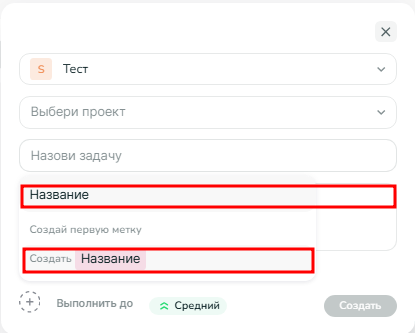 S Тест
Выбери проект
Назови задачу
Название
Создай первую метку
Создать Название
Выполнить до
Средний
Создать